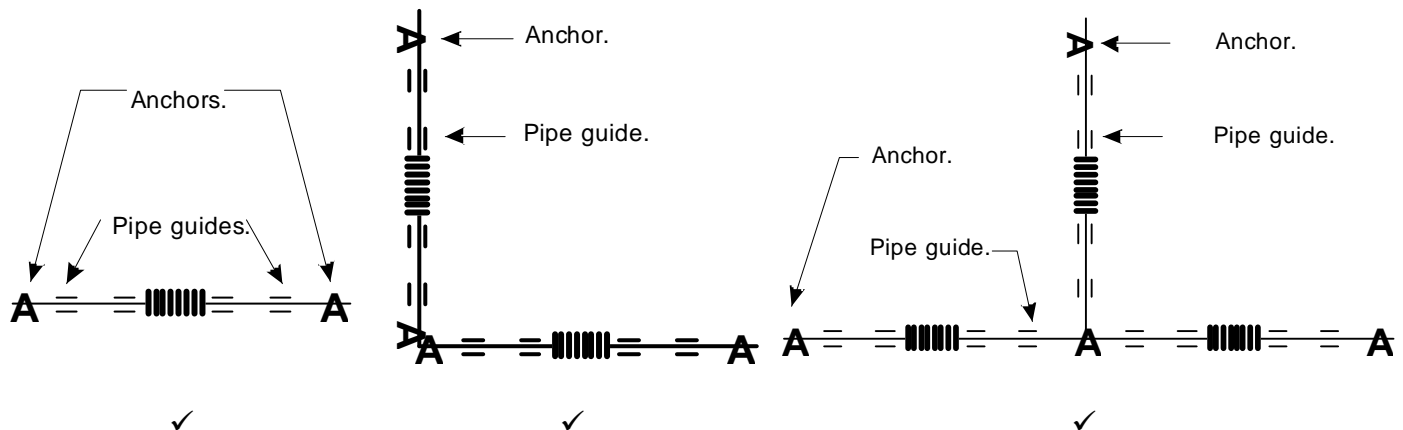 Anchors.
Pipe guides.
A
A
✓
A
Anchor.
Pipe guide.
A
A
A
✓
A
Anchor.
Pipe guide.
Anchor.
Pipe guide.
A
A
A
✓